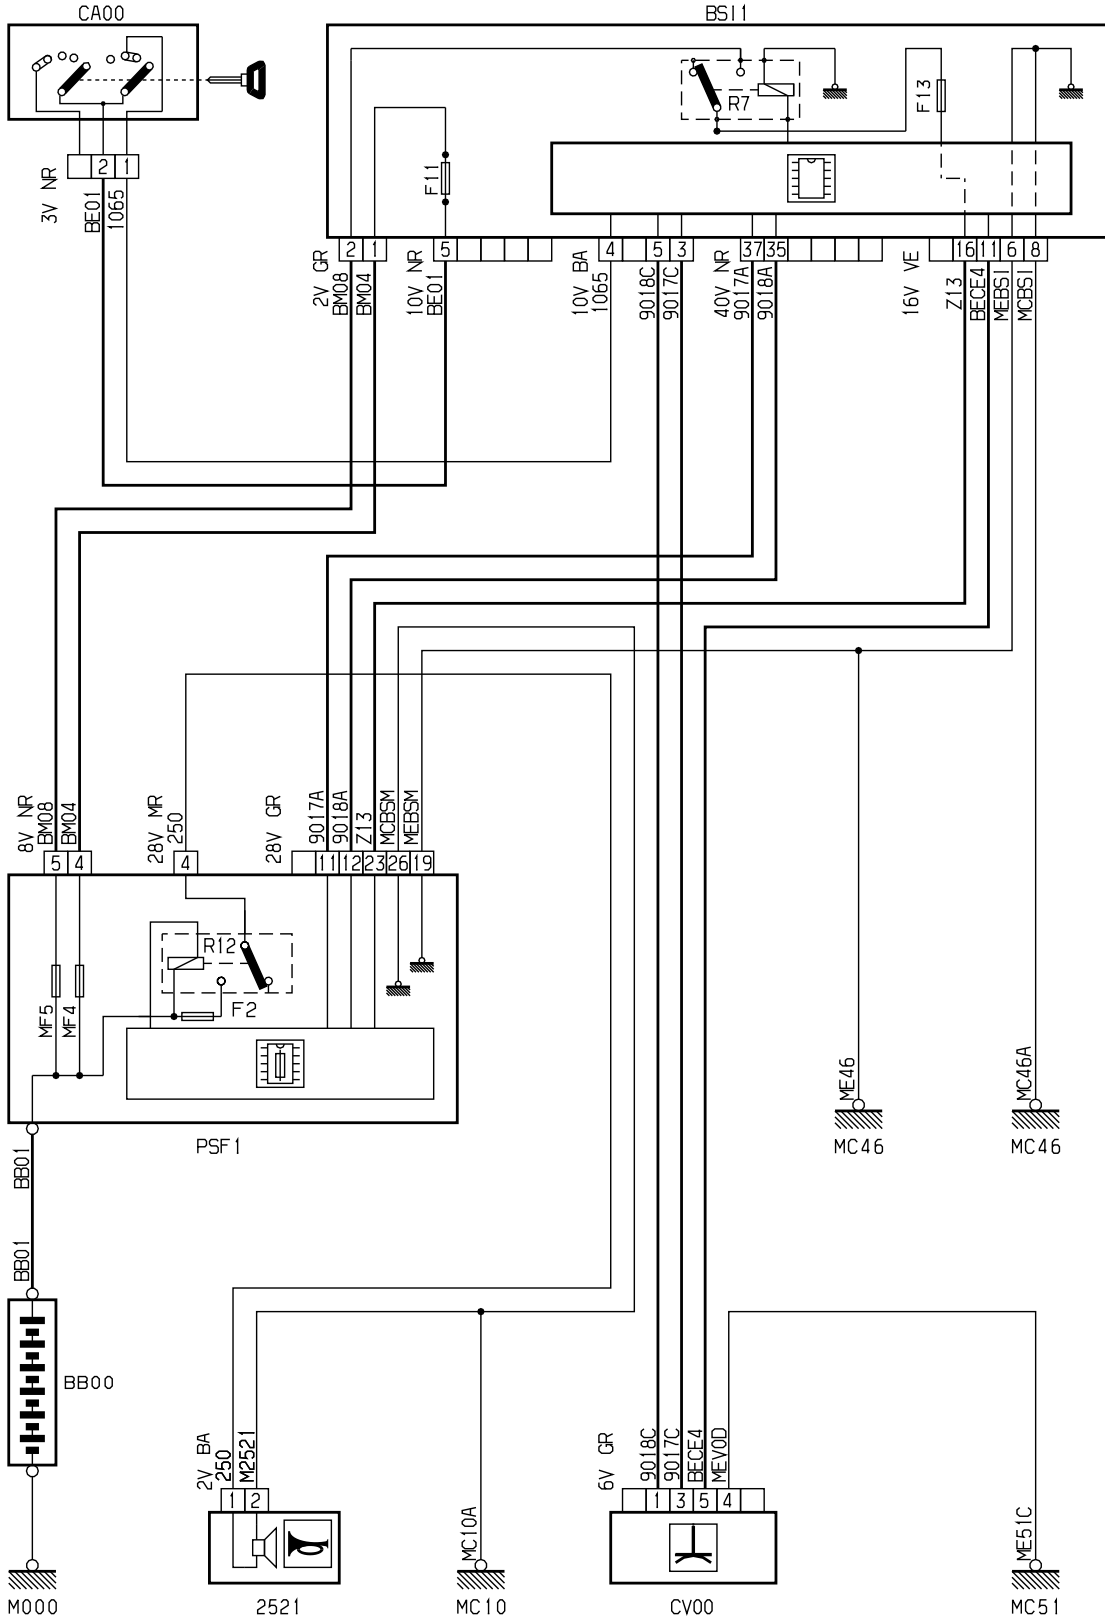 CA00
BSI1
R7
F13
F11
3V NR
2
1
BE01
1065
2
1
5
4
5
3
37
35
16
11
6
8
2V GR
BM08
BM04
10V NR
BE01
10V BA
1065
9018C
9017C
40V NR
9017A
9018A
16V VE
Z13
BECE4
MEBSI
MCBSI
8V NR
BM08
BM04
28V MR
250
28V GR
9017A
9018A
Z13
MCBSM
MEBSM
5
4
4
11
12
23
26
19
R12
F2
MF5
MF4
PSF1
ME46
MC46
MC46A
MC46
BB01
BB01
BB00
M000
2V BA
250
M2521
1
2
2521
MC10A
MC10
6V GR
9018C
9017C
BECE4
MEV0D
1
3
5
4
CV00
ME51C
MC51